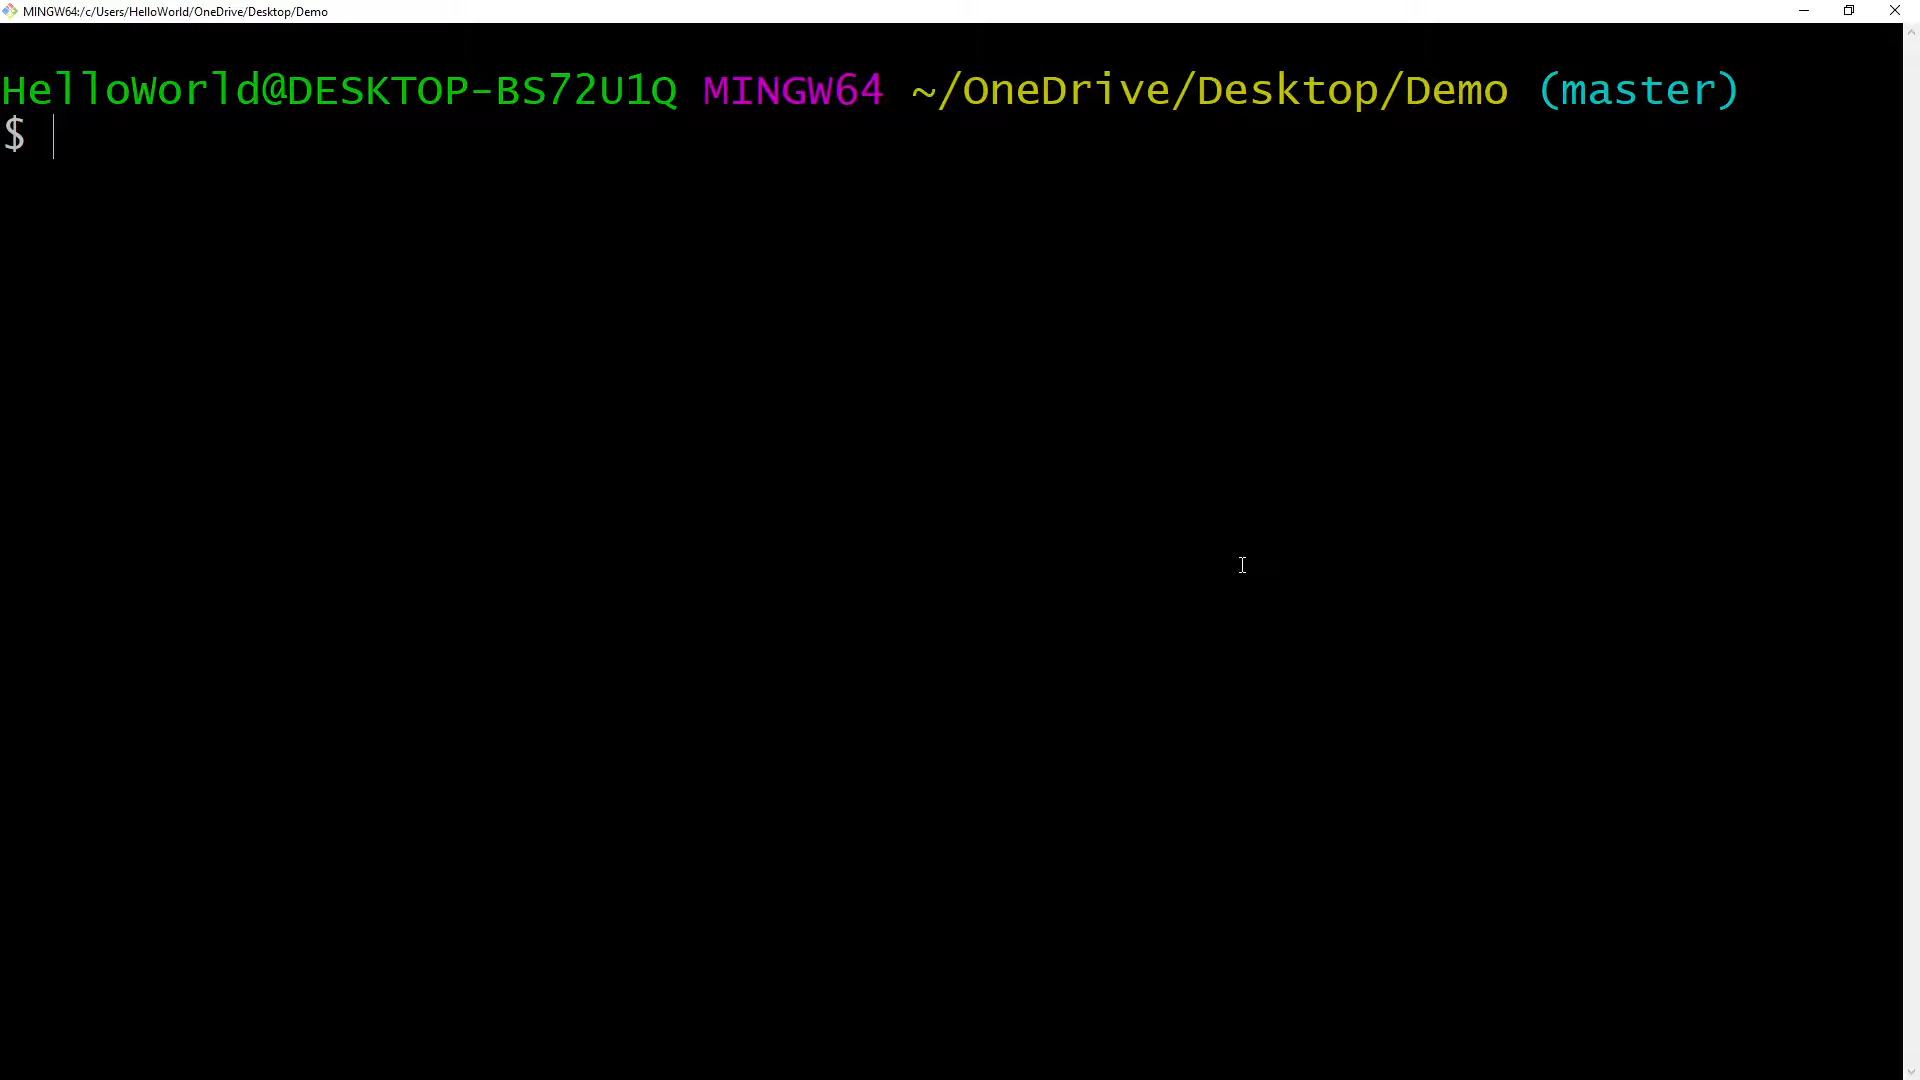 MINGW64:/c/Users/HelloWorld/OneDrive/Desktop/Demo
HelloWorld@DESKTOP-BS72U1Q MINGW64 ~/OneDrive/Desktop/Demo (master)
$